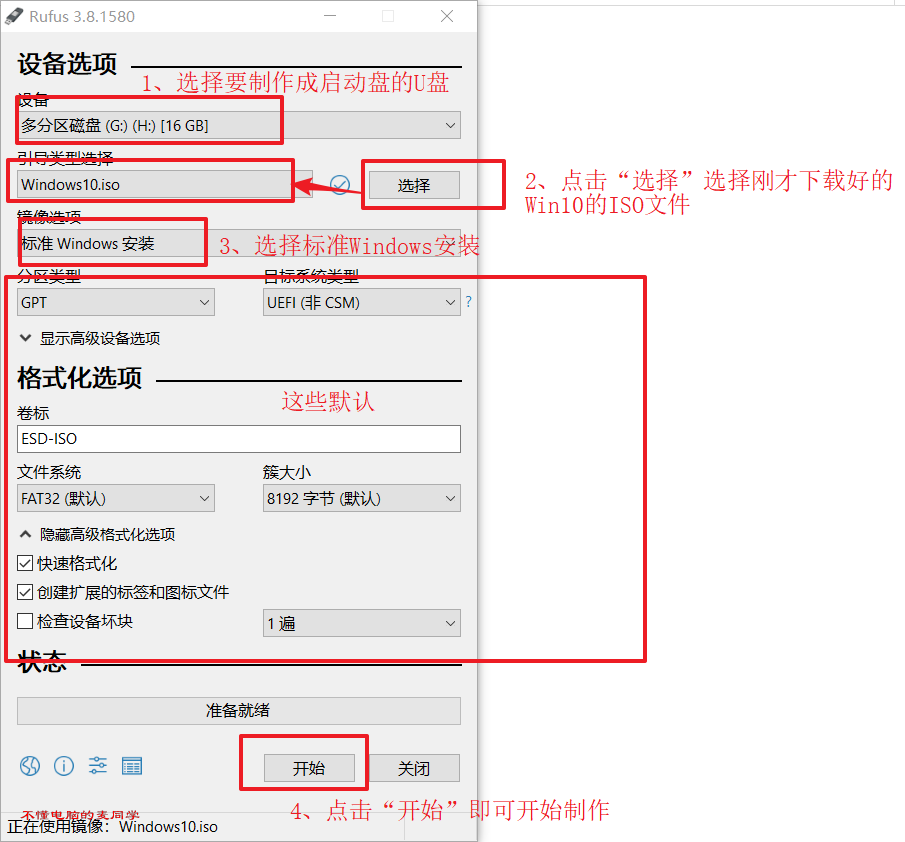 Rufus 3.8.1580
设备选项
1、选择要制作成启动盘的U盘
设备
多分区磁盘 (G:) (H:) [16 GB]
引导类型选择
Windows10.iso
选择
2、点击“选择”选择刚才下载好的
Win10的ISO文件
镜像选项
标准 Windows 安装
3、选择标准Windows安装
分区类型
目标系统类型
GPT
UEFI (非 CSM)
?
显示高级设备选项
格式化选项
这些默认
卷标
ESD-ISO
文件系统
簇大小
FAT32 (默认)
8192 字节 (默认)
隐藏高级格式化选项
快速格式化
创建扩展的标签和图标文件
检查设备坏块
1 遍
状态
准备就绪
开始
关闭
4、点击“开始”即可开始制作
不懂电脑的麦同学
正在使用镜像：Windows10.iso